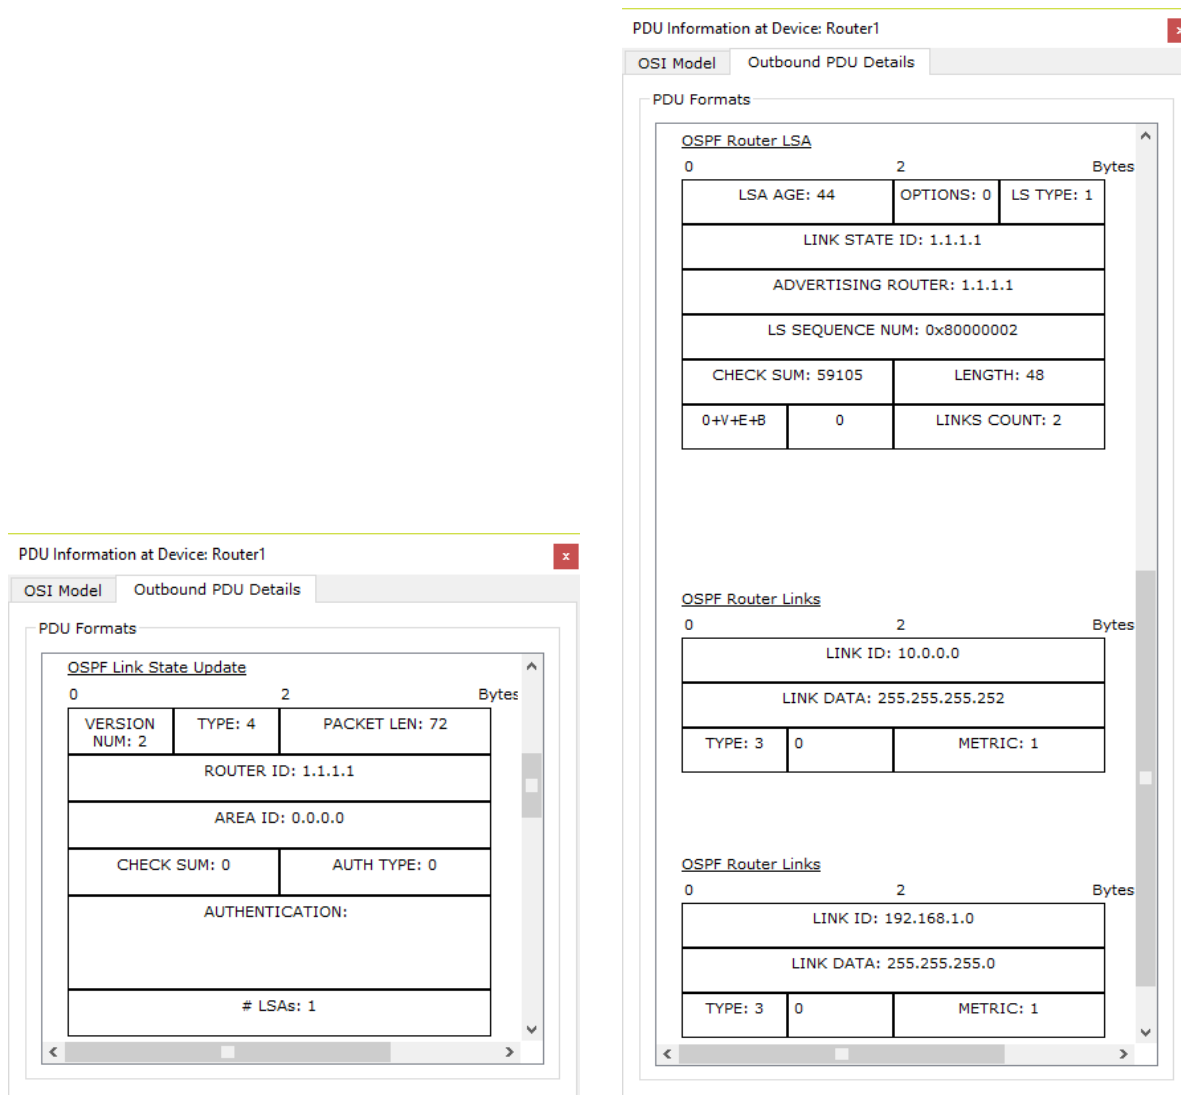 PDU Information at Device: Router1
x
OSI Model Outbound PDU Details
PDU Formats
OSPF Link State Update
0 2 Bytes
VERSION NUM: 2 TYPE: 4 PACKET LEN: 72
ROUTER ID: 1.1.1.1
AREA ID: 0.0.0.0
CHECK SUM: 0 AUTH TYPE: 0
AUTHENTICATION:
# LSAs: 1
PDU Information at Device: Router1
x
OSI Model Outbound PDU Details
PDU Formats
OSPF Router LSA
0 2 Bytes
LSA AGE: 44 OPTIONS: 0 LS TYPE: 1
LINK STATE ID: 1.1.1.1
ADVERTISING ROUTER: 1.1.1.1
LS SEQUENCE NUM: 0x80000002
CHECK SUM: 59105 LENGTH: 48
0+V+E+B 0 LINKS COUNT: 2
OSPF Router Links
0 2 Bytes
LINK ID: 10.0.0.0
LINK DATA: 255.255.255.252
TYPE: 3 0 METRIC: 1
OSPF Router Links
0 2 Bytes
LINK ID: 192.168.1.0
LINK DATA: 255.255.255.0
TYPE: 3 0 METRIC: 1